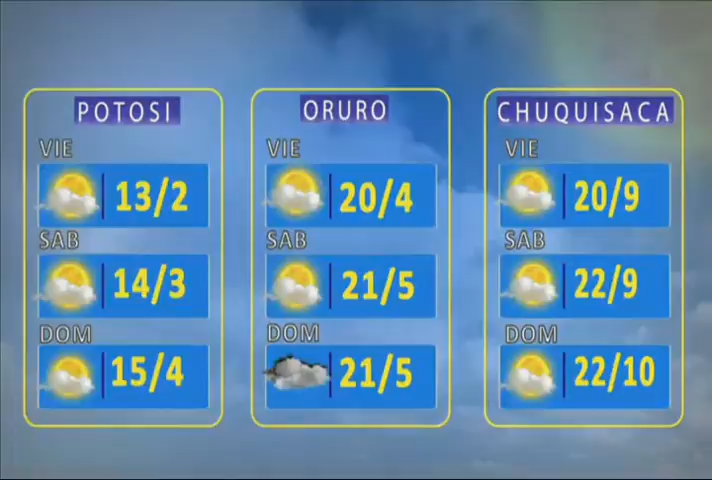 POTOSI
VIE
13/2
SAB
14/3
DOM
15/4
ORURO
VIE
20/4
SAB
21/5
DOM
21/5
CHUQUISACA
VIE
20/9
SAB
22/9
DOM
22/10